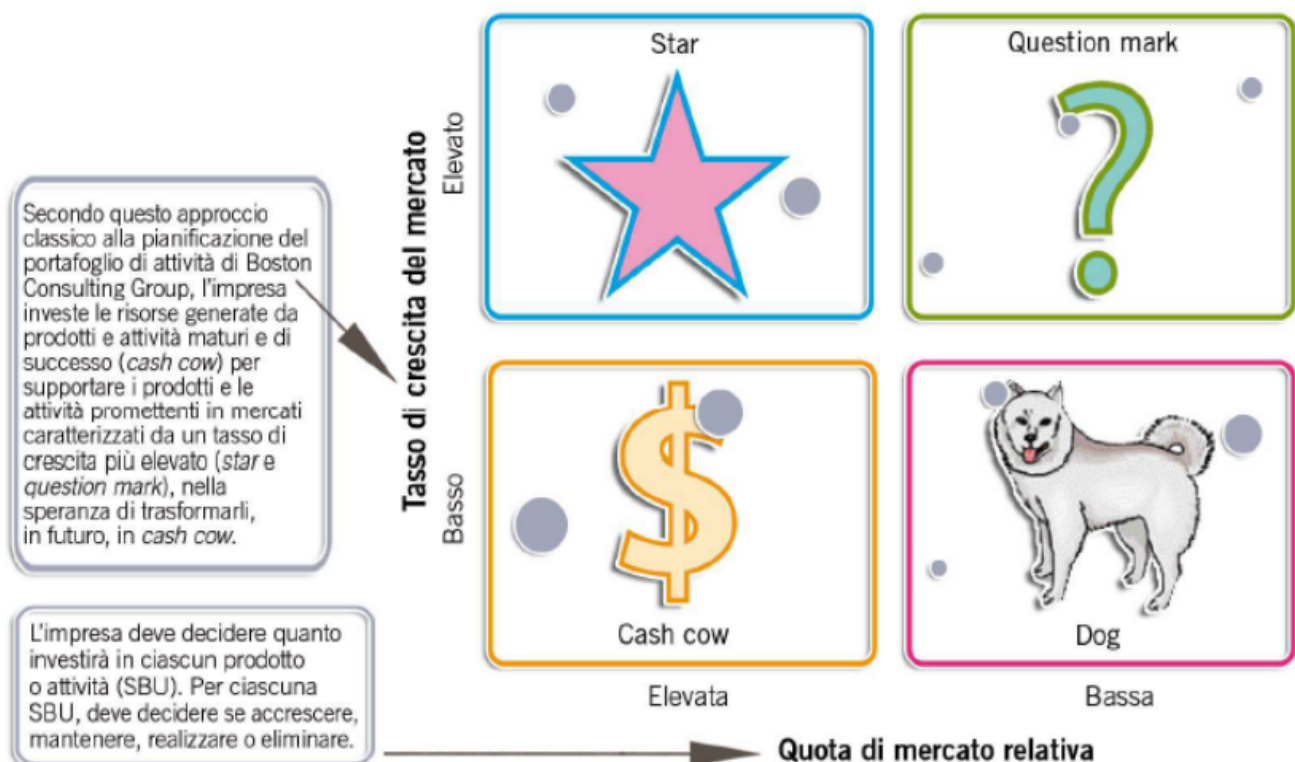 Secondo questo approccio
classico alla pianificazione del
portafoglio di attività di Boston
Consulting Group, l'impresa
investe le risorse generate da
prodotti e attività maturi e di
successo (cash cow) per
supportare i prodotti e le
attività promettenti in mercati
caratterizzati da un tasso di
crescita più elevato (star e
question mark), nella
speranza di trasformarli,
in futuro, in cash cow.
L'impresa deve decidere quanto
investirà in ciascun prodotto
o attività (SBU). Per ciascuna
SBU, deve decidere se accrescere,
mantenere, realizzare o eliminare.
Tasso di crescita del mercato
Elevato
Basso
Star
Question mark
?
$
Cash cow
Dog
Elevata
Bassa
Quota di mercato relativa